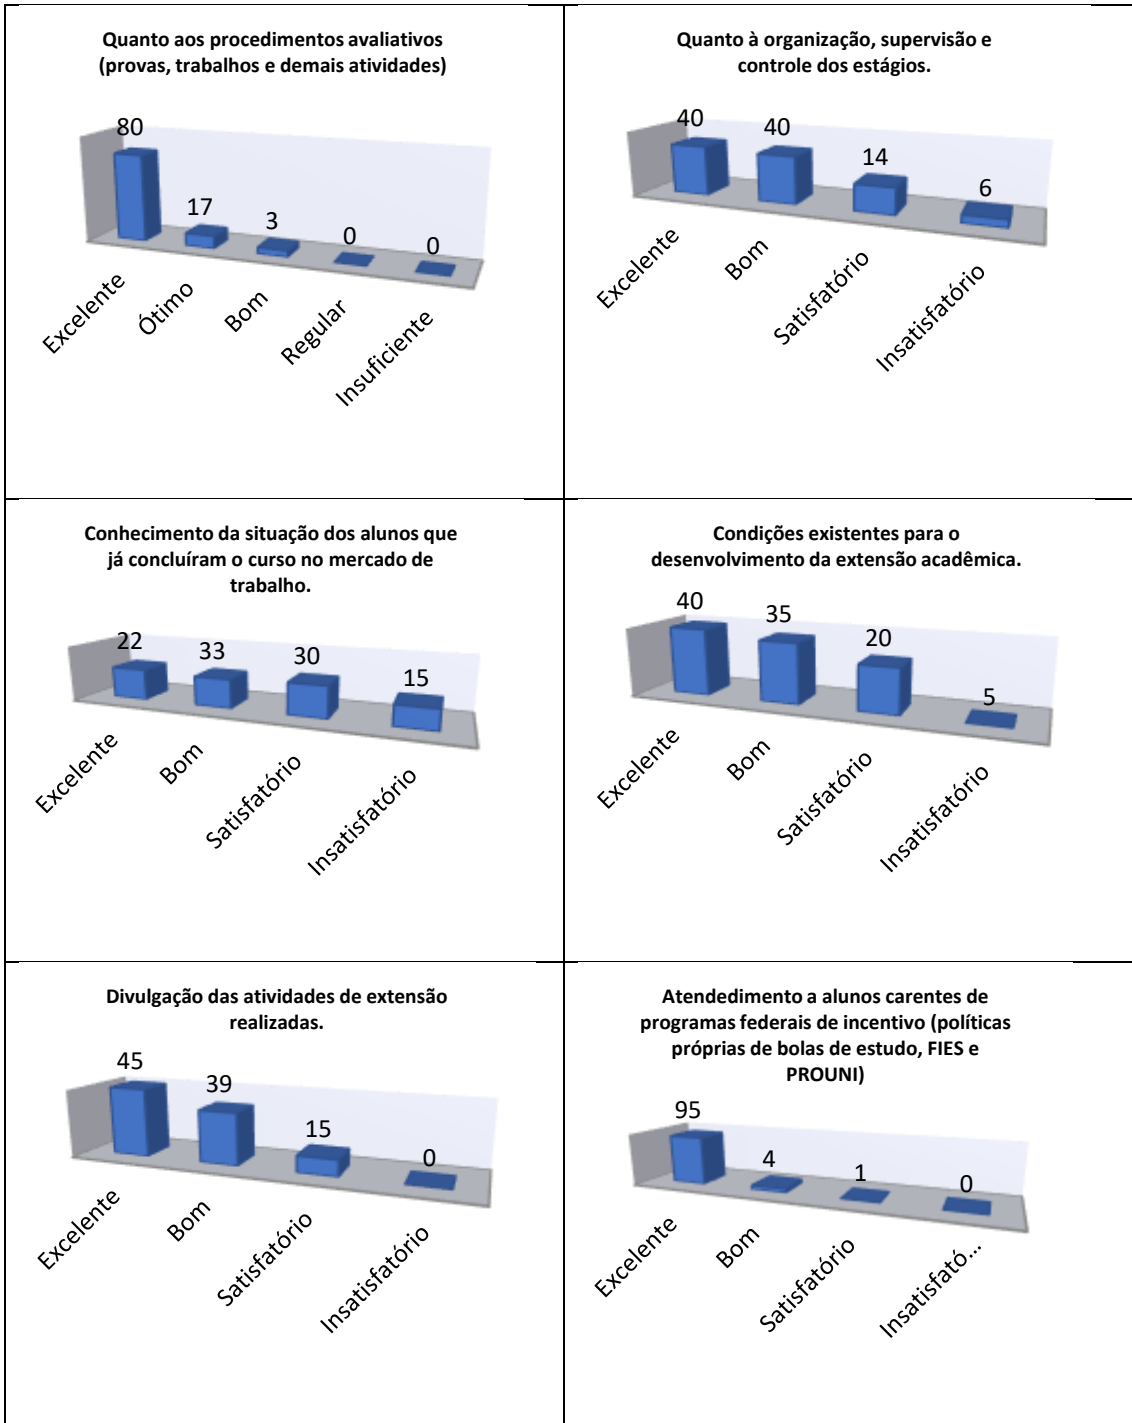 Quanto aos procedimentos avaliativos
(provas, trabalhos e demais atividades)
80
17
3
0
0
Excelente
Ótimo
Bom
Regular
Insuficiente
Quanto à organização, supervisão e
controle dos estágios.
40
40
14
6
Excelente
Bom
Satisfatório
Insatisfatório
Conhecimento da situação dos alunos que
já concluíram o curso no mercado de
trabalho.
22
33
30
15
Excelente
Bom
Satisfatório
Insatisfatório
Condições existentes para o
desenvolvimento da extensão acadêmica.
40
35
20
5
Excelente
Bom
Satisfatório
Insatisfatório
Divulgação das atividades de extensão
realizadas.
45
39
15
0
Excelente
Bom
Satisfatório
Insatisfatório
Atendedimento a alunos carentes de
programas federais de incentivo (políticas
próprias de bolas de estudo, FIES e
PROUNI)
95
4
1
0
Excelente
Bom
Satisfatório
Insatisfató...